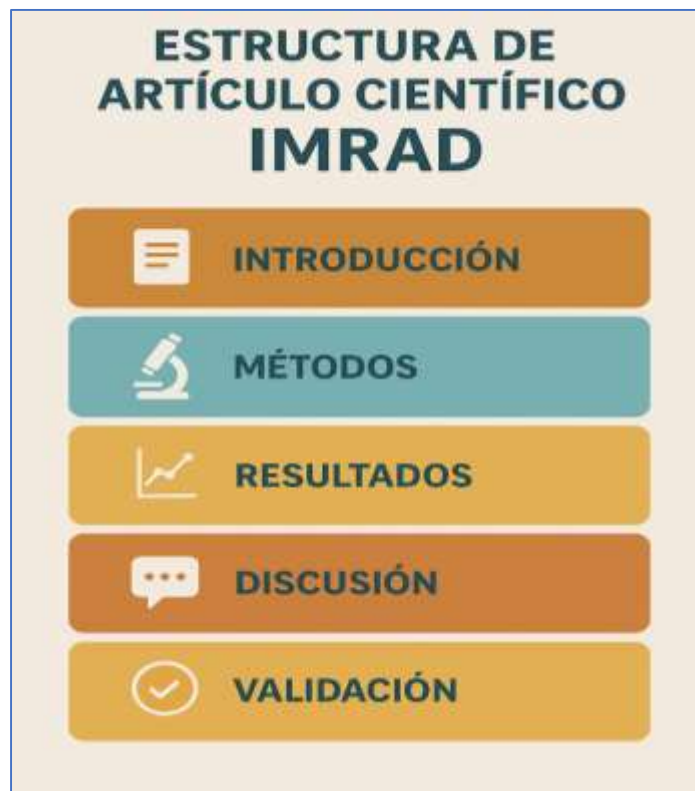 ESTRUCTURA DE
ARTÍCULO CIENTÍFICO
IMRAD
INTRODUCCIÓN
MÉTODOS
RESULTADOS
DISCUSIÓN
VALIDACIÓN